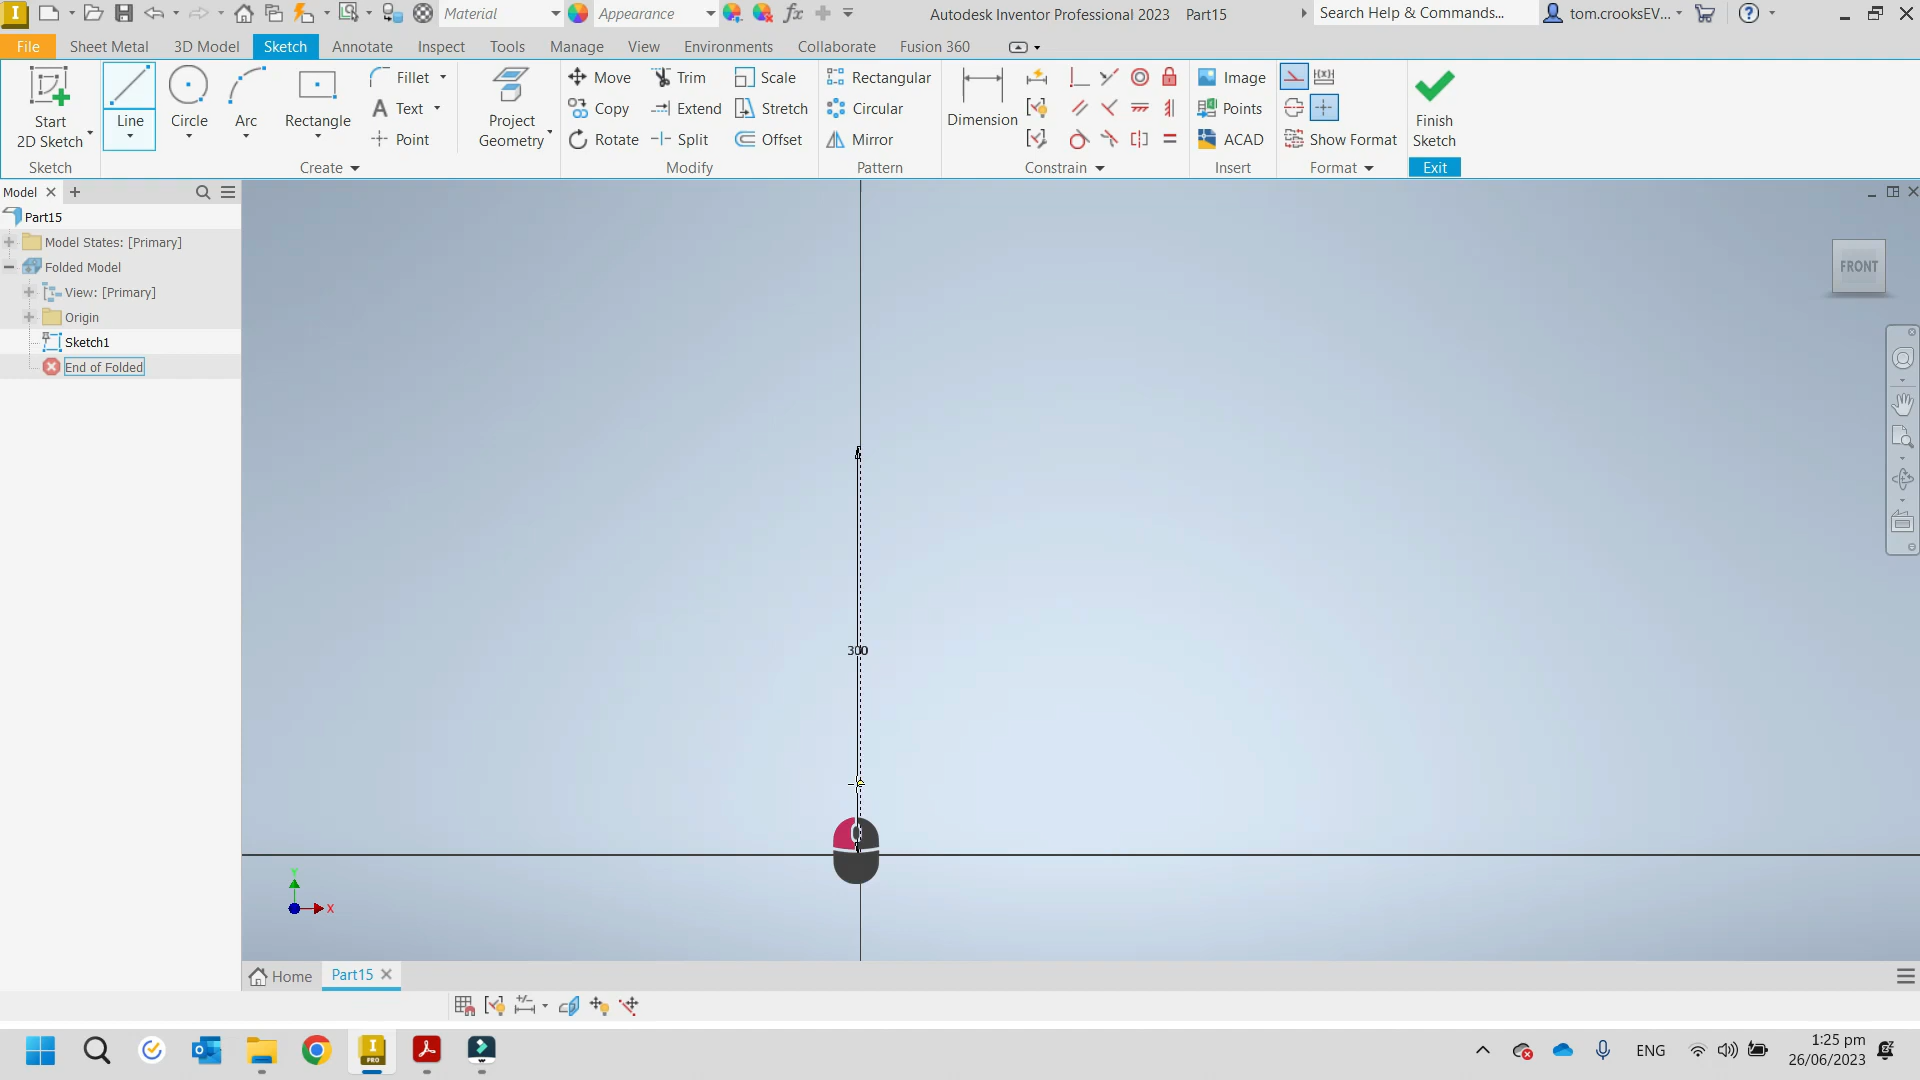 Material
Appearance
fx
Autodesk Inventor Professional 2023 Part15
Search Help & Commands...
tom.crooksEV...
File
Sheet Metal
3D Model
Sketch
Annotate
Inspect
Tools
Manage
View
Environments
Collaborate
Fusion 360
Start
2D Sketch
Sketch
Line
Circle
Arc
Rectangle
Fillet
Text
Point
Create
Project
Geometry
Move
Copy
Rotate
Trim
Extend
Split
Scale
Stretch
Offset
Modify
Rectangular
Circular
Mirror
Pattern
Dimension
Constrain
Image
Points
ACAD
Insert
Show Format
Format
Finish
Sketch
Exit
Model
Part15
Model States: [Primary]
Folded Model
View: [Primary]
Origin
Sketch1
End of Folded
FRONT
300
Y
X
Home
Part15
PRO
ENG
1:25 pm
26/06/2023